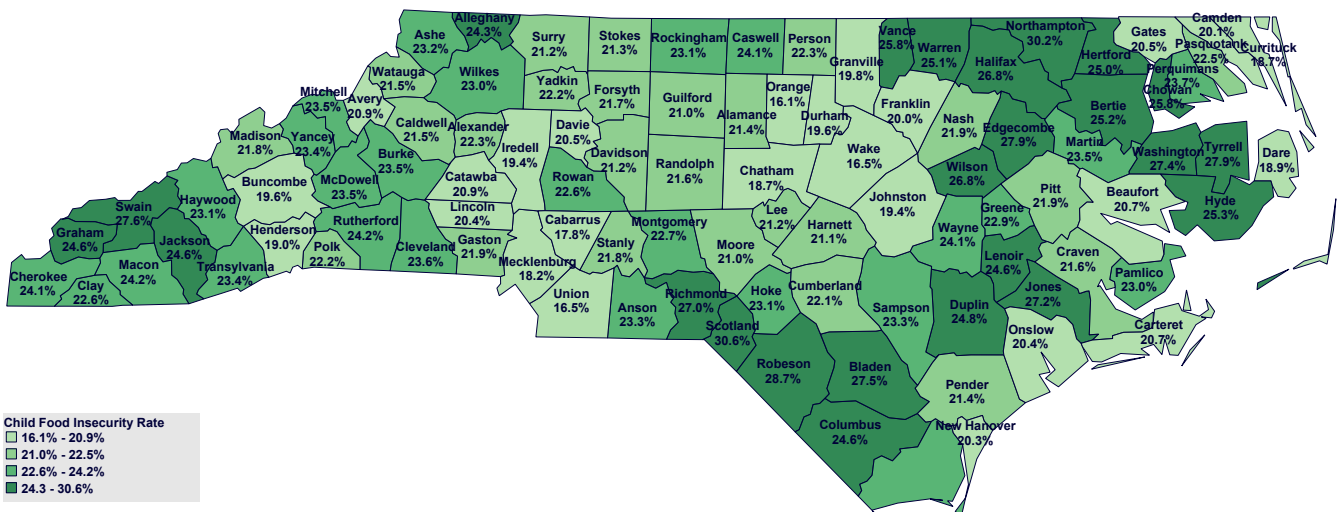 Alleghany
24.3%
Ashe
23.2%
Surry
21.2%
Stokes
21.3%
Rockingham
23.1%
Caswell
24.1%
Person
22.3%
Granville
19.8%
Vance
25.8%
Warren
25.1%
Northampton
30.2%
Halifax
26.8%
Hertford
25.0%
Gates
20.5%
Camden
20.1%
Pasquotank
22.5%
Currituck
18.7%
Perquimans
23.7%
Chowan
25.8%
Bertie
25.2%
Watauga
21.5%
Wilkes
23.0%
Yadkin
22.2%
Forsyth
21.7%
Guilford
21.0%
Alamance
21.4%
Orange
16.1%
Durham
19.6%
Franklin
20.0%
Nash
21.9%
Edgecombe
27.9%
Martin
23.5%
Washington
27.4%
Tyrrell
27.9%
Dare
18.9%
Mitchell
23.5%
Avery
20.9%
Caldwell
21.5%
Alexander
22.3%
Iredell
19.4%
Davie
20.5%
Davidson
21.2%
Randolph
21.6%
Chatham
18.7%
Wake
16.5%
Wilson
26.8%
Pitt
21.9%
Beaufort
20.7%
Hyde
25.3%
Madison
21.8%
Yancey
23.4%
Burke
23.5%
McDowell
23.5%
Catawba
20.9%
Rowan
22.6%
Johnston
19.4%
Greene
22.9%
Buncombe
19.6%
Haywood
23.1%
Swain
27.6%
Graham
24.6%
Jackson
24.6%
Henderson
19.0%
Polk
22.2%
Rutherford
24.2%
Cleveland
23.6%
Lincoln
20.4%
Gaston
21.9%
Mecklenburg
18.2%
Cabarrus
17.8%
Stanly
21.8%
Montgomery
22.7%
Moore
21.0%
Lee
21.2%
Harnett
21.1%
Wayne
24.1%
Lenoir
24.6%
Craven
21.6%
Pamlico
23.0%
Cherokee
24.1%
Clay
22.6%
Macon
24.2%
Transylvania
23.4%
Union
16.5%
Anson
23.3%
Richmond
27.0%
Scotland
30.6%
Hoke
23.1%
Cumberland
22.1%
Sampson
23.3%
Duplin
24.8%
Jones
27.2%
Onslow
20.4%
Carteret
20.7%
Robeson
28.7%
Bladen
27.5%
Pender
21.4%
Columbus
24.6%
New Hanover
20.3%
Child Food Insecurity Rate
16.1% - 20.9%
21.0% - 22.5%
22.6% - 24.2%
24.3 - 30.6%